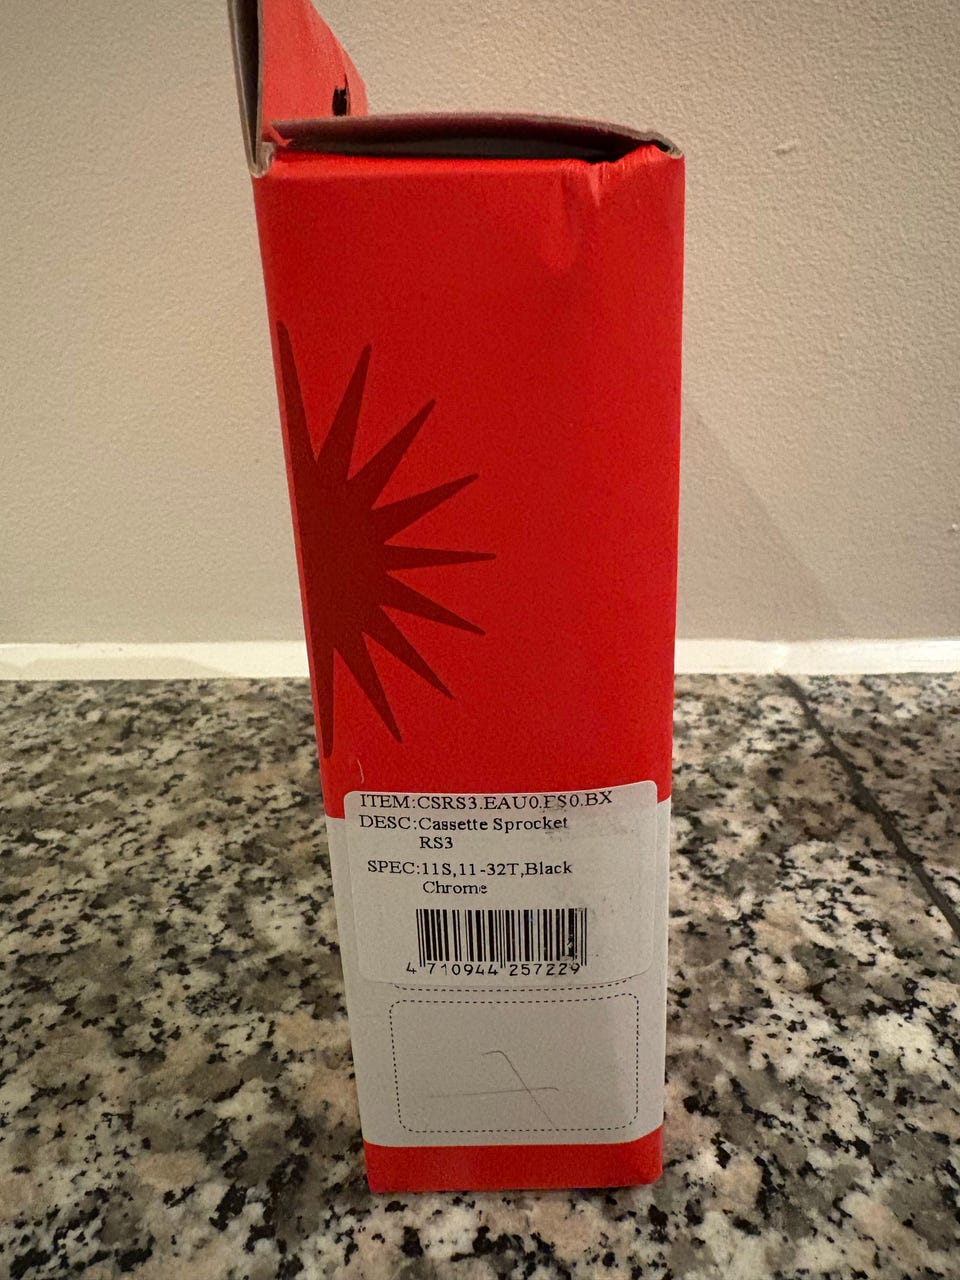 ITEM:CSRS3.EAU0.FS0.BX
DESC:Cassette Sprocket
RS3
SPEC:11S,11-32T,Black
Chrome
4 710944 257229